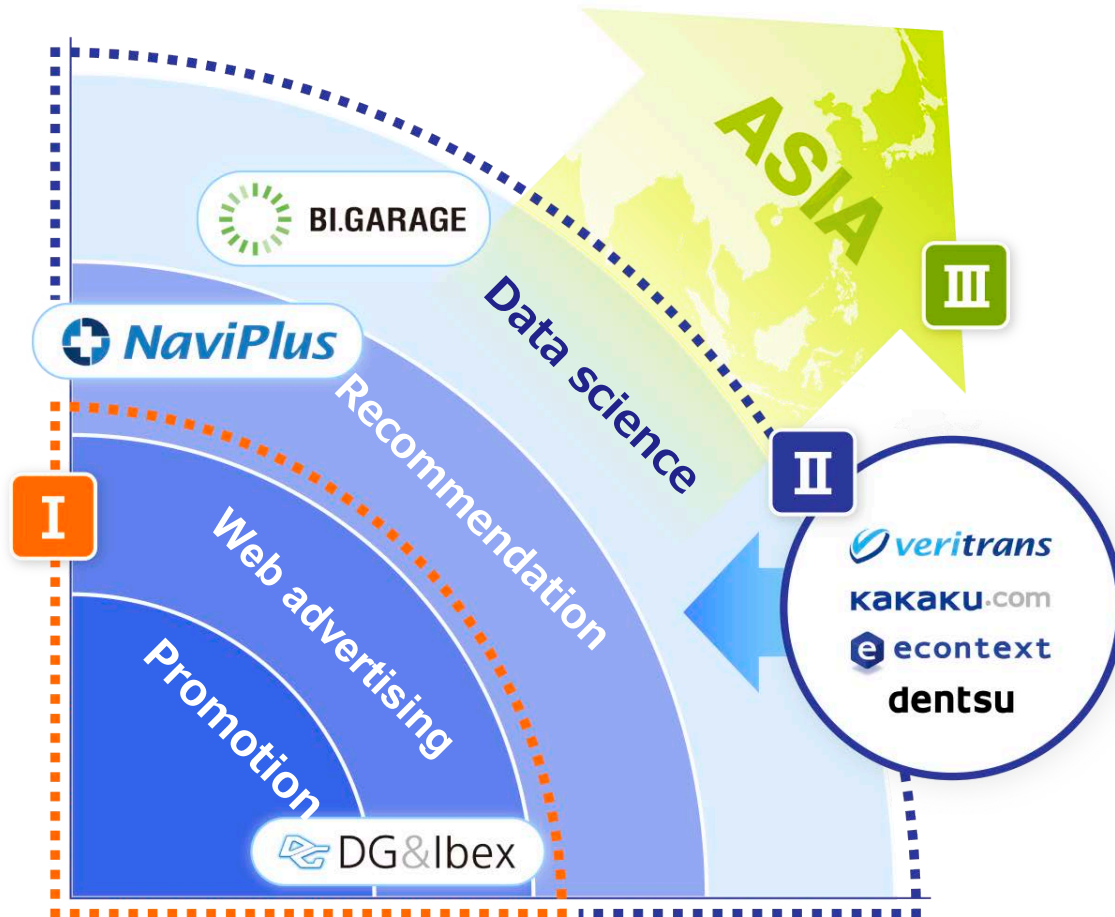 ASIA
III
BI.GARAGE
Data science
NaviPlus
Recommendation
II
I
Web advertising
veritrans
kakaku.com
e econtext
dentsu
Promotion
DG&Ibex